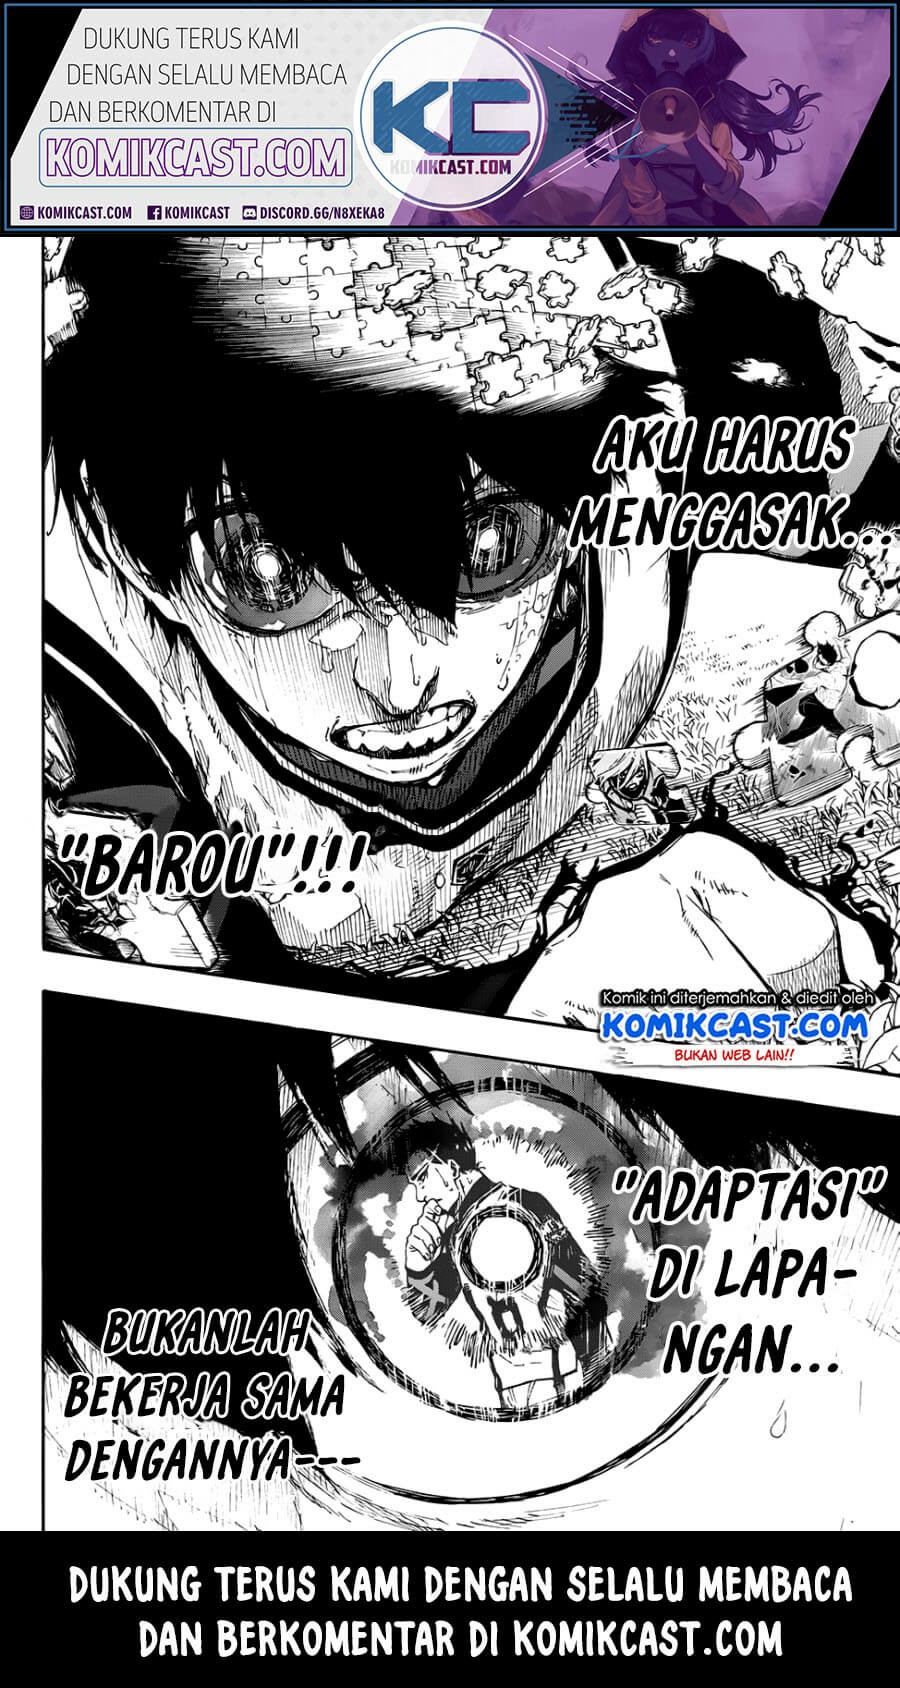 DUKUNG TERUS KAMI
DENGAN SELALU MEMBACA
DAN BERKOMENTAR DI
KOMIKCAST.COM
KOMIKCAST.COM KOMIKCAST DISCORD.GG/N8XEKA8
KC
KOMIKCAST.COM
AKU HARUS
MENGGASAK...
"BAROU"!!!
Komik ini diterjemahkan & diedit oleh
KOMIKCAST.COM
BUKAN WEB LAIN!!
"ADAPTASI"
DI LAPA-
NGAN...
BUKANLAH
BEKERJA SAMA
DENGANNYA---
DUKUNG TERUS KAMI DENGAN SELALU MEMBACA
DAN BERKOMENTAR DI KOMIKCAST.COM